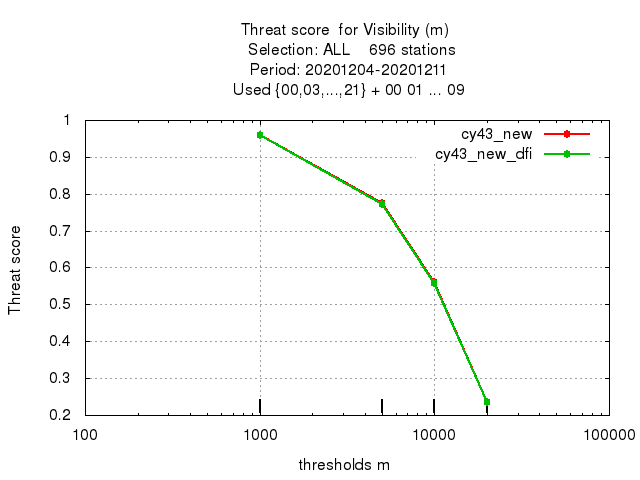 Threat score  for Visibility (m)
Selection: ALL    696 stations
Period: 20201204-20201211
Used {00,03,...,21} + 00 01 ... 09
cy43_new
cy43_new_dfi
Threat score
1
0.9
0.8
0.7
0.6
0.5
0.4
0.3
0.2
100
1000
10000
100000
thresholds m